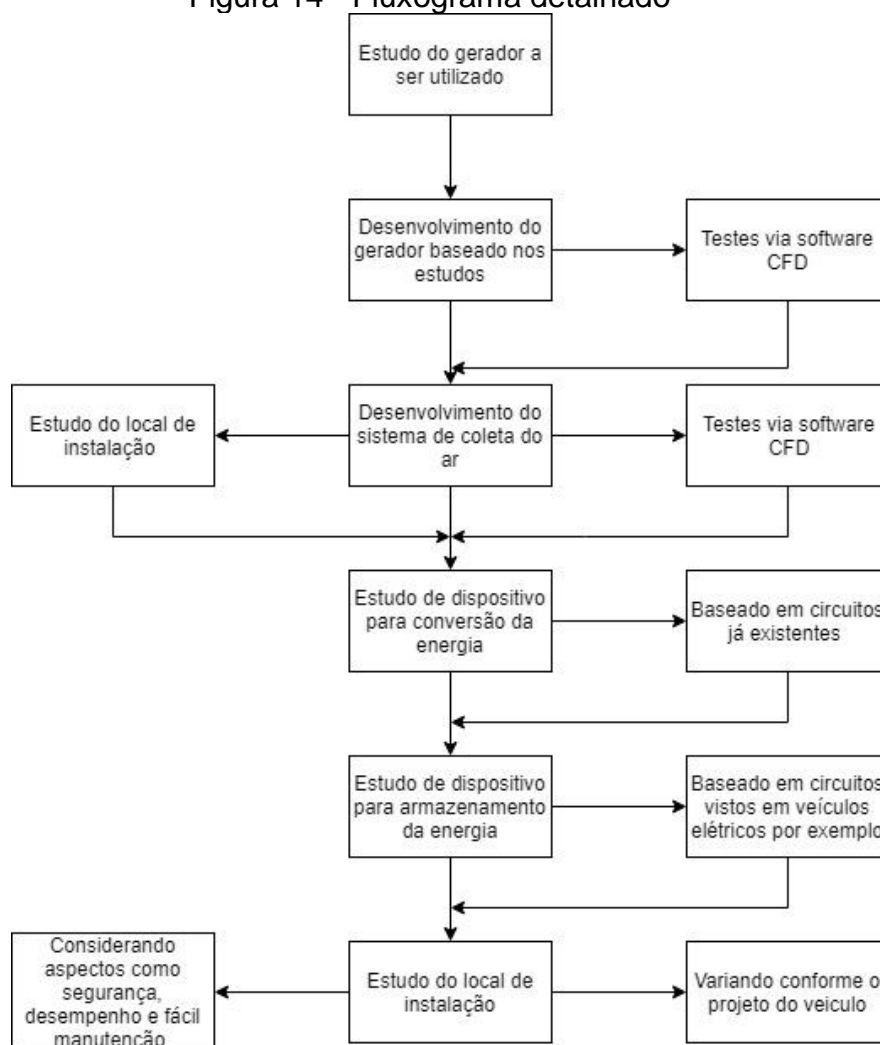 Figura 14 - Fluxograma detalhado
Estudo do gerador a
ser utilizado
Desenvolvimento do
gerador baseado nos
estudos
Testes via software
CFD
Estudo do local de
instalação
Desenvolvimento do
sistema de coleta do
ar
Testes via software
CFD
Estudo de dispositivo
para conversão da
energia
Baseado em circuitos
já existentes
Estudo de dispositivo
para armazenamento
da energia
Baseado em circuitos
vistos em veículos
elétricos por exemplo
Considerando
aspectos como
segurança,
desempenho e fácil
manutenção
Estudo do local de
instalação
Variando conforme o
projeto do veiculo